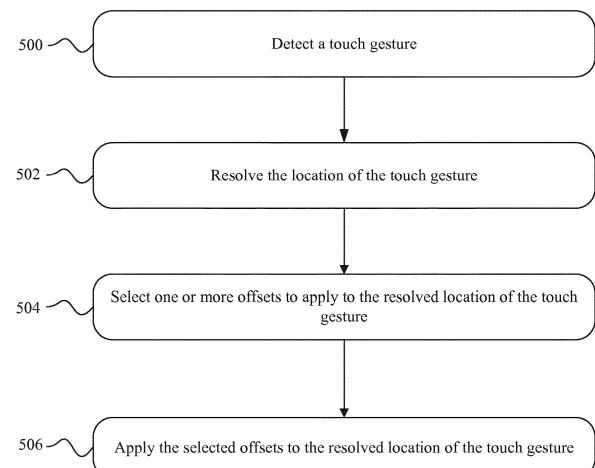 500
Detect a touch gesture
502
Resolve the location of the touch gesture
504
Select one or more offsets to apply to the resolved location of the touch
gesture
506
Apply the selected offsets to the resolved location of the touch gesture